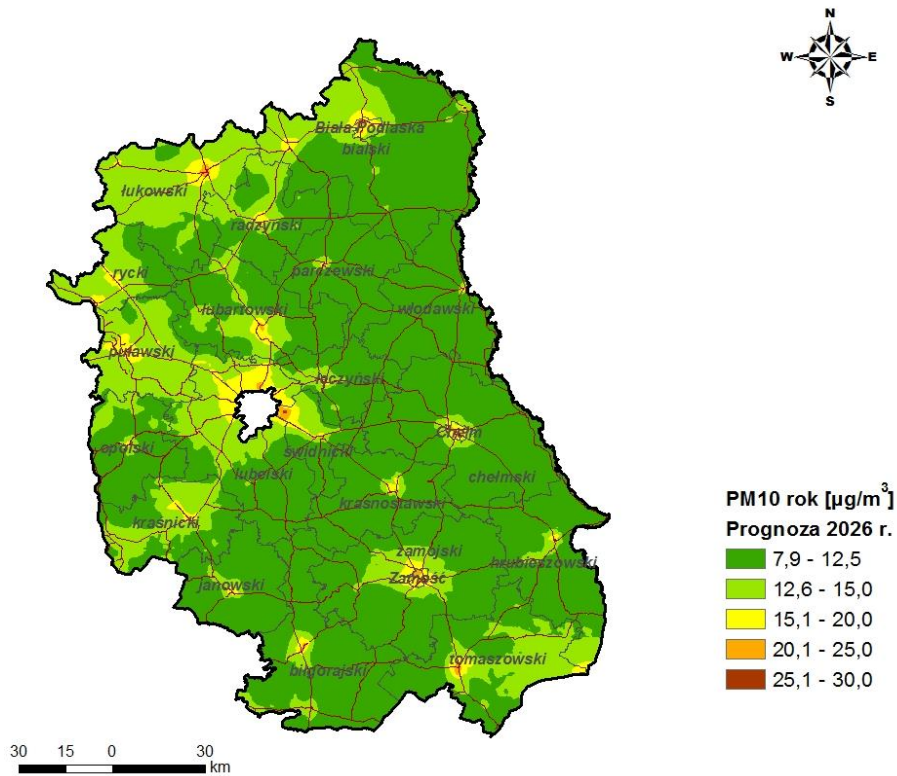 N
W E
S
Biała Podlaska
bialski
łukowski
radzyński
rycki
parczewski
lubartowski
włodawski
puławski
łęczyński
opolski
Chełm
świdnicki
lubelski
chełmski
krasnostawski
kraśnicki
zamojski
hrubieszowski
Zamość
janowski
tomaszowski
biłgorajski
PM10 rok [µg/m³]
Prognoza 2026 r.
7,9 - 12,5
12,6 - 15,0
15,1 - 20,0
20,1 - 25,0
25,1 - 30,0
30 15 0 30
km